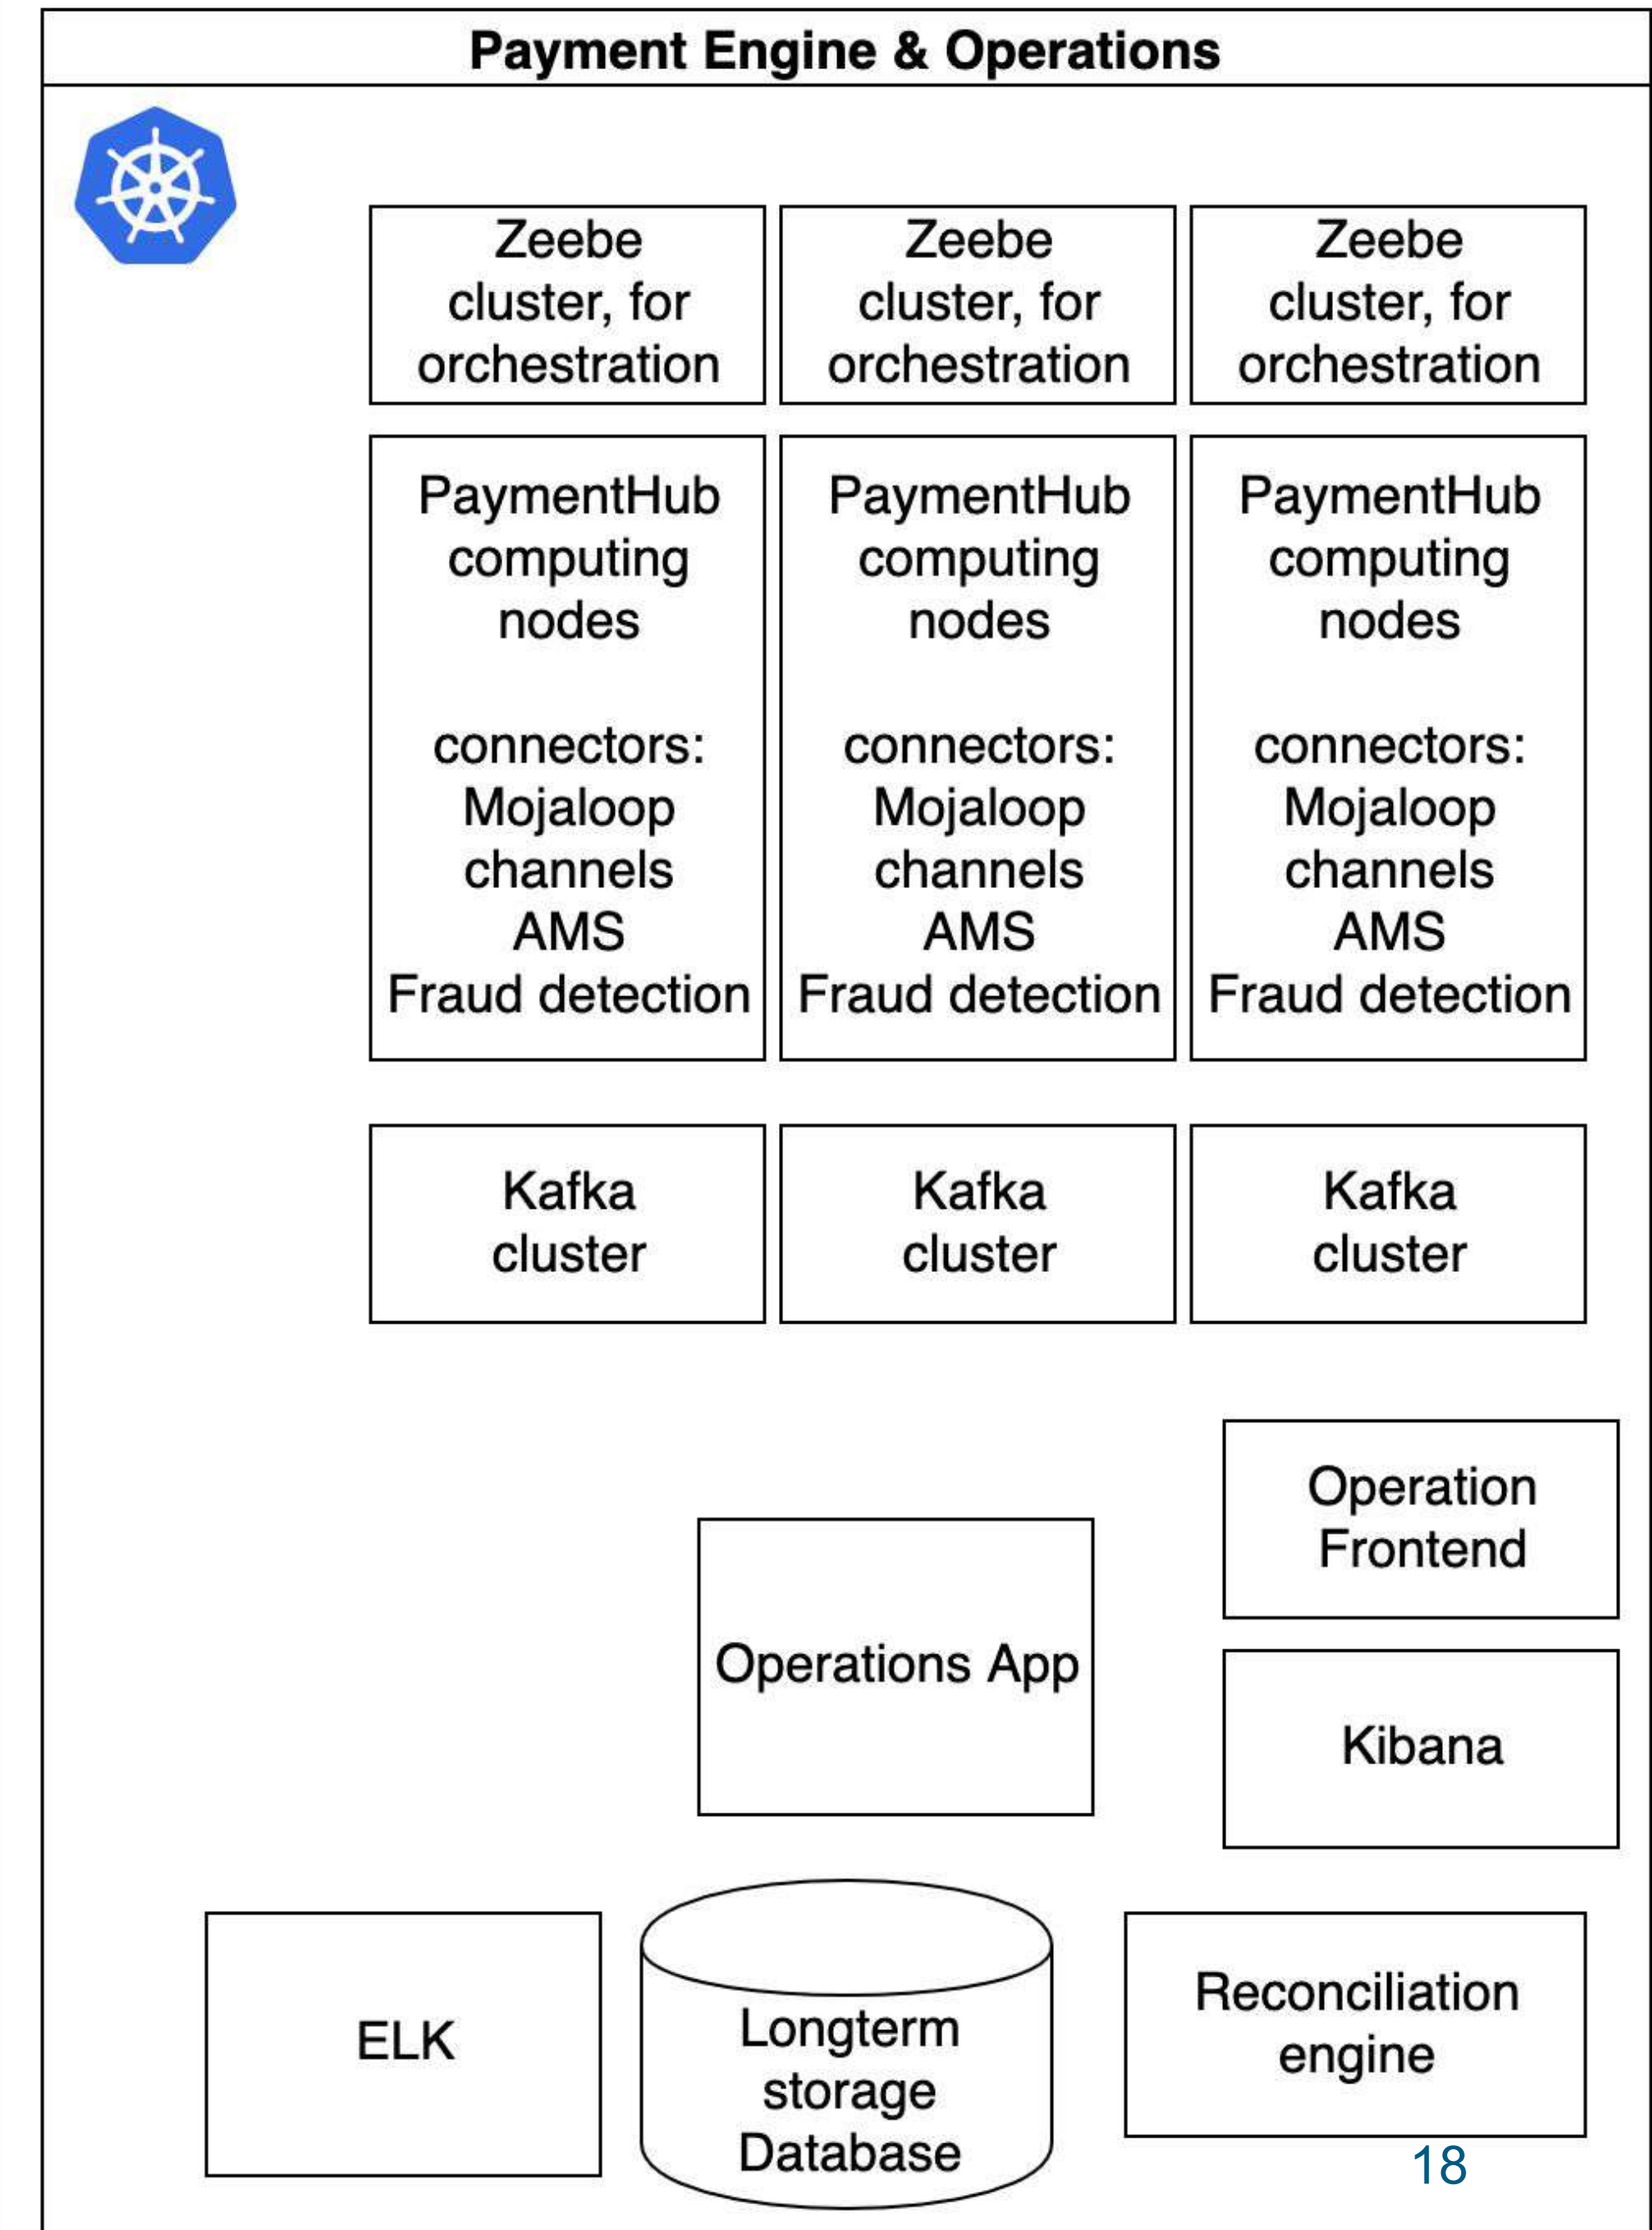 Payment Engine & Operations
Zeebe
cluster, for
orchestration
Zeebe
cluster, for
orchestration
Zeebe
cluster, for
orchestration
PaymentHub
computing
nodes
connectors:
Mojaloop
channels
AMS
Fraud detection
PaymentHub
computing
nodes
connectors:
Mojaloop
channels
AMS
Fraud detection
PaymentHub
computing
nodes
connectors:
Mojaloop
channels
AMS
Fraud detection
Kafka
cluster
Kafka
cluster
Kafka
cluster
Operation
Frontend
Operations App
Kibana
ELK
Longterm
storage
Database
Reconciliation
engine
18